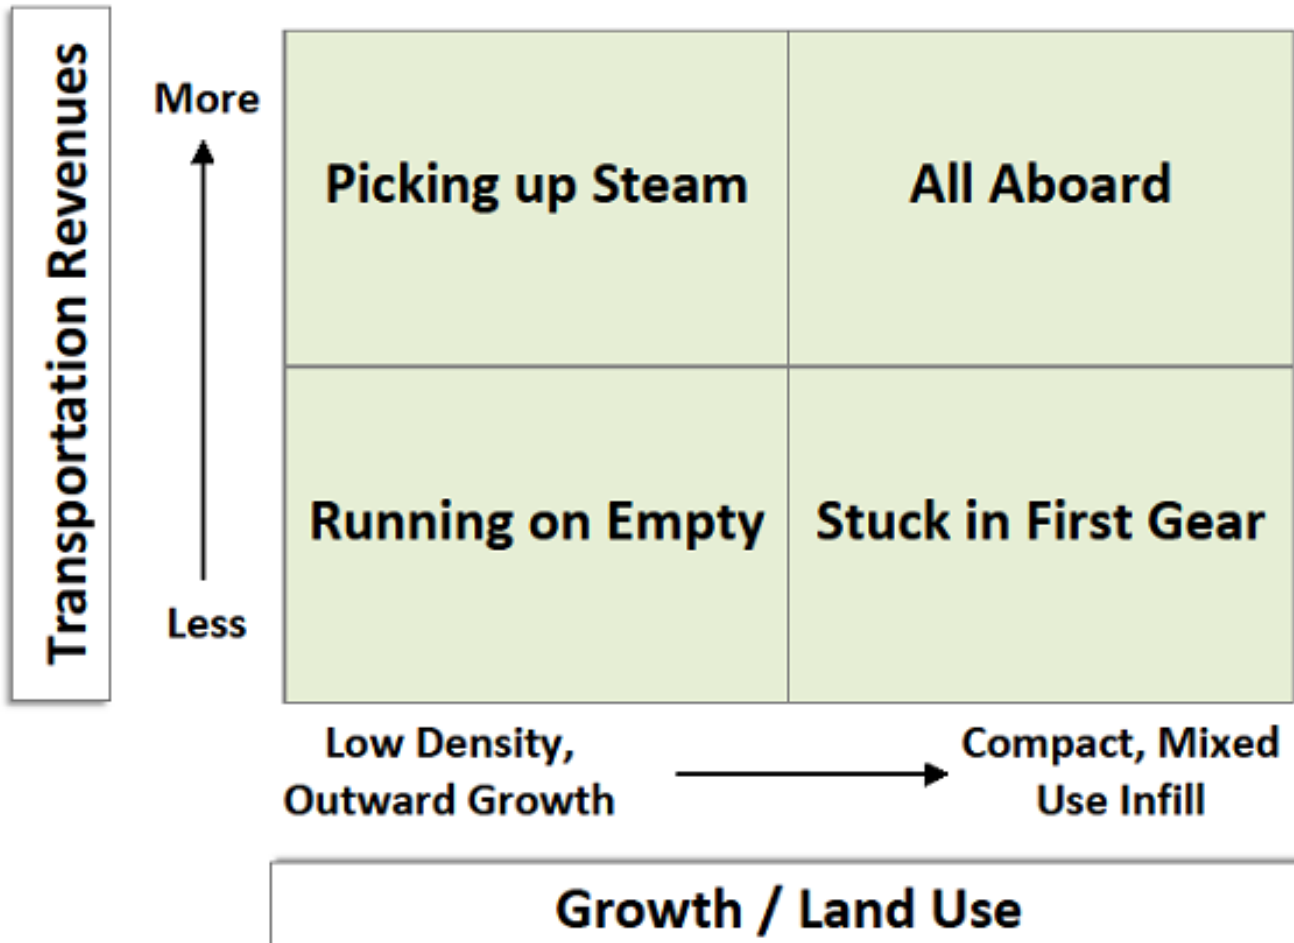 Transportation Revenues
More
Less
Picking up Steam
All Aboard
Running on Empty
Stuck in First Gear
Low Density,
Outward Growth
Compact, Mixed
Use Infill
Growth / Land Use